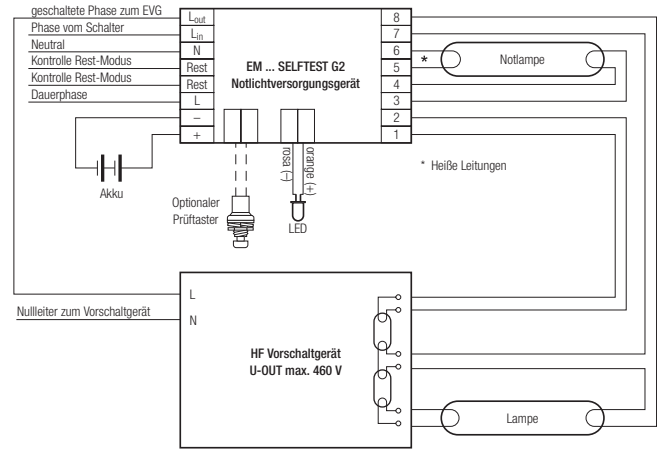 geschaltete Phase zum EVG
Phase vom Schalter
Neutral
Kontrolle Rest-Modus
Kontrolle Rest-Modus
Dauerphase
Lout
Lin
N
Rest
Rest
L
–
+
EM ... SELFTEST G2
Notlichtversorgungsgerät
8
7
6
5
4
3
2
1
*
Notlampe
* Heiße Leitungen
Akku
Optionaler
Prüftaster
rosa (–)
orange (+)
LED
L
Nullleiter zum Vorschaltgerät
N
HF Vorschaltgerät
U-OUT max. 460 V
Lampe